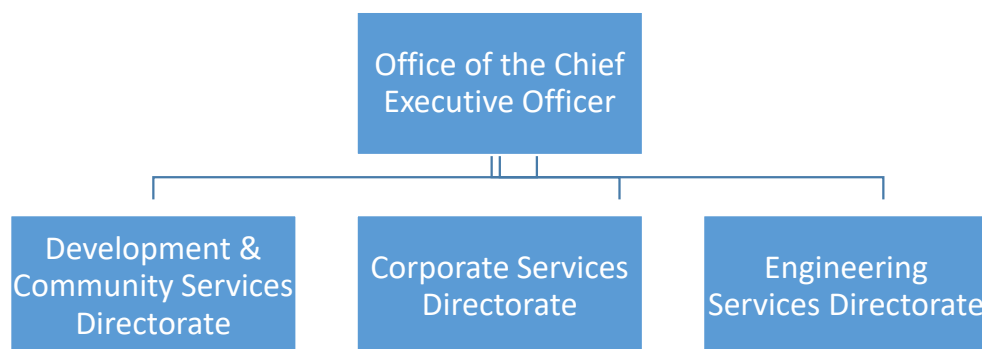 Office of the Chief
Executive Officer
Development &
Community Services
Directorate
Corporate Services
Directorate
Engineering
Services Directorate